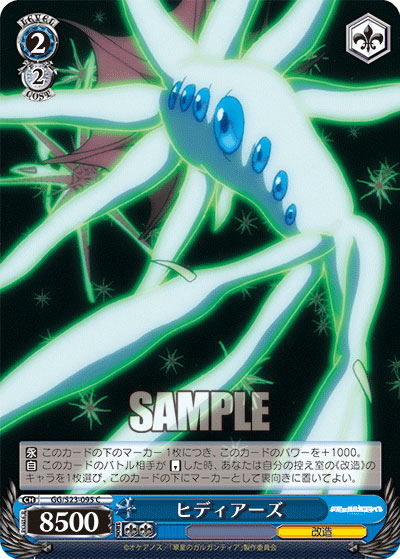 LEVEL
2
2
COST
SAMPLE
永 このカードの下のマーカー1枚につき、このカードのパワーを+1000。
自 このカードのバトル相手が した時、あなたは自分の控え室の《改造》の
キャラを1枚選び、このカードの下にマーカーとして裏向きに置いてよい。
CH GG/S23-095 C
8500
ヒディアーズ
改造
©オケアノス/「翠星のガルガンティア」製作委員会